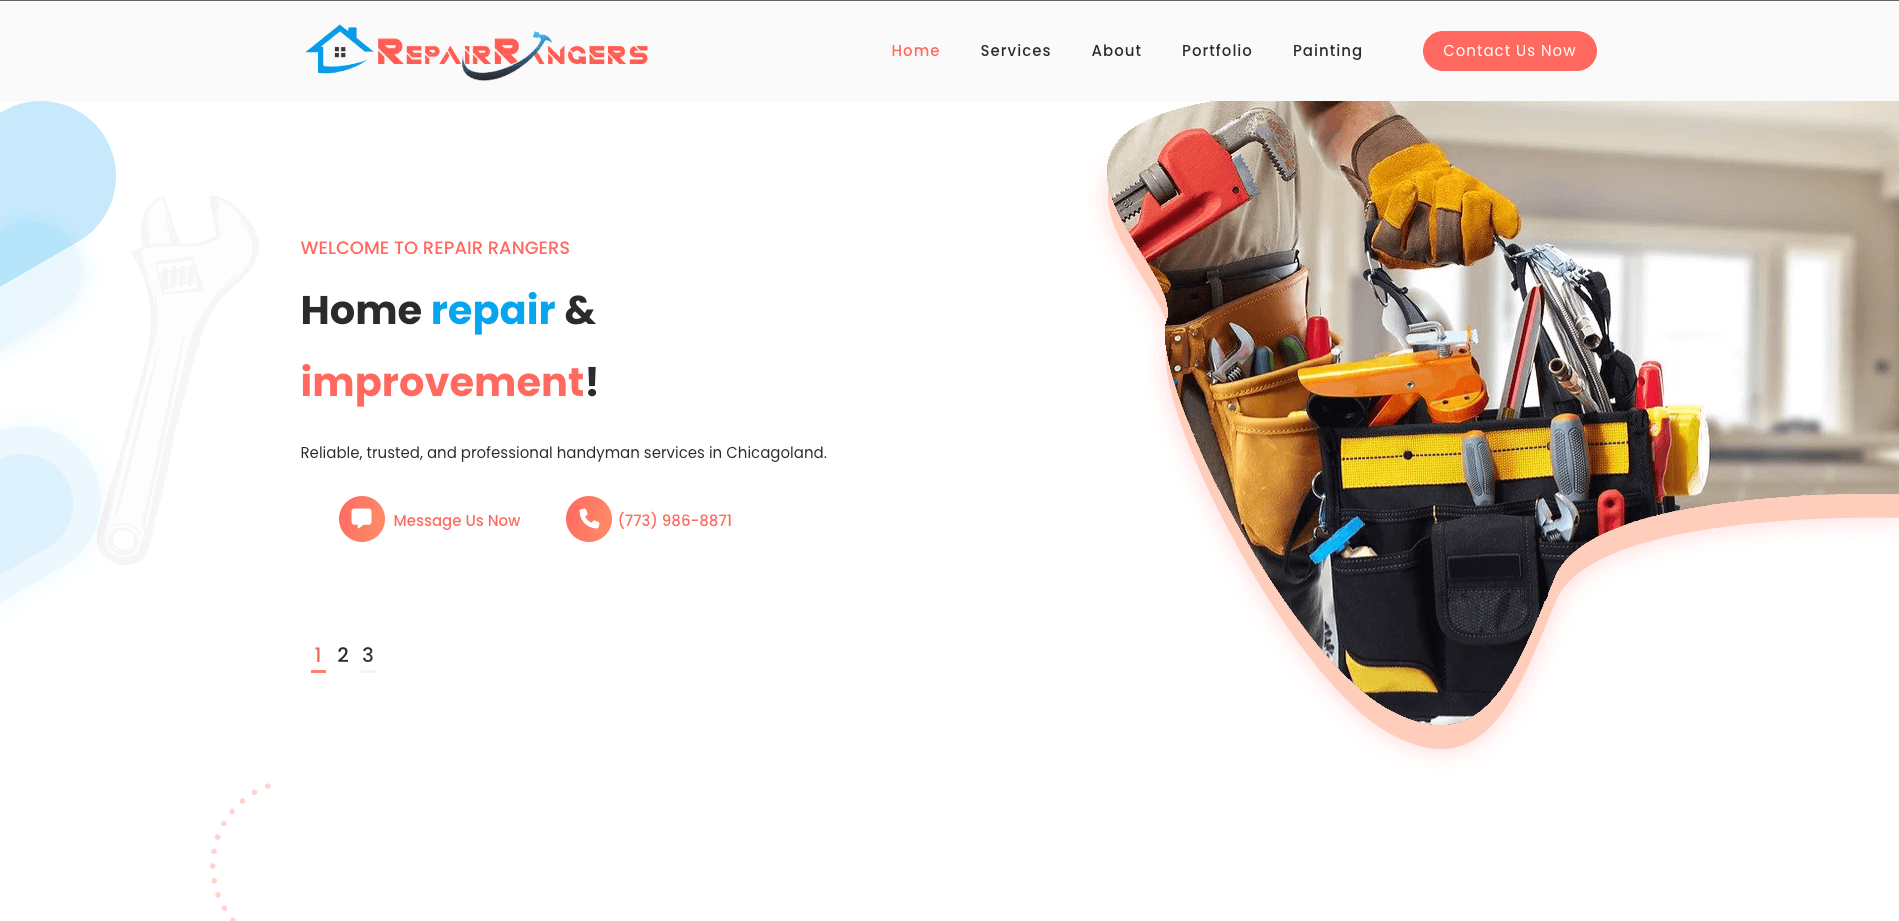 RepairRangers
Home Services About Portfolio Painting Contact Us Now
WELCOME TO REPAIR RANGERS
Home repair &
improvement!
Reliable, trusted, and professional handyman services in Chicagoland.
Message Us Now (773) 986-8871
1 2 3